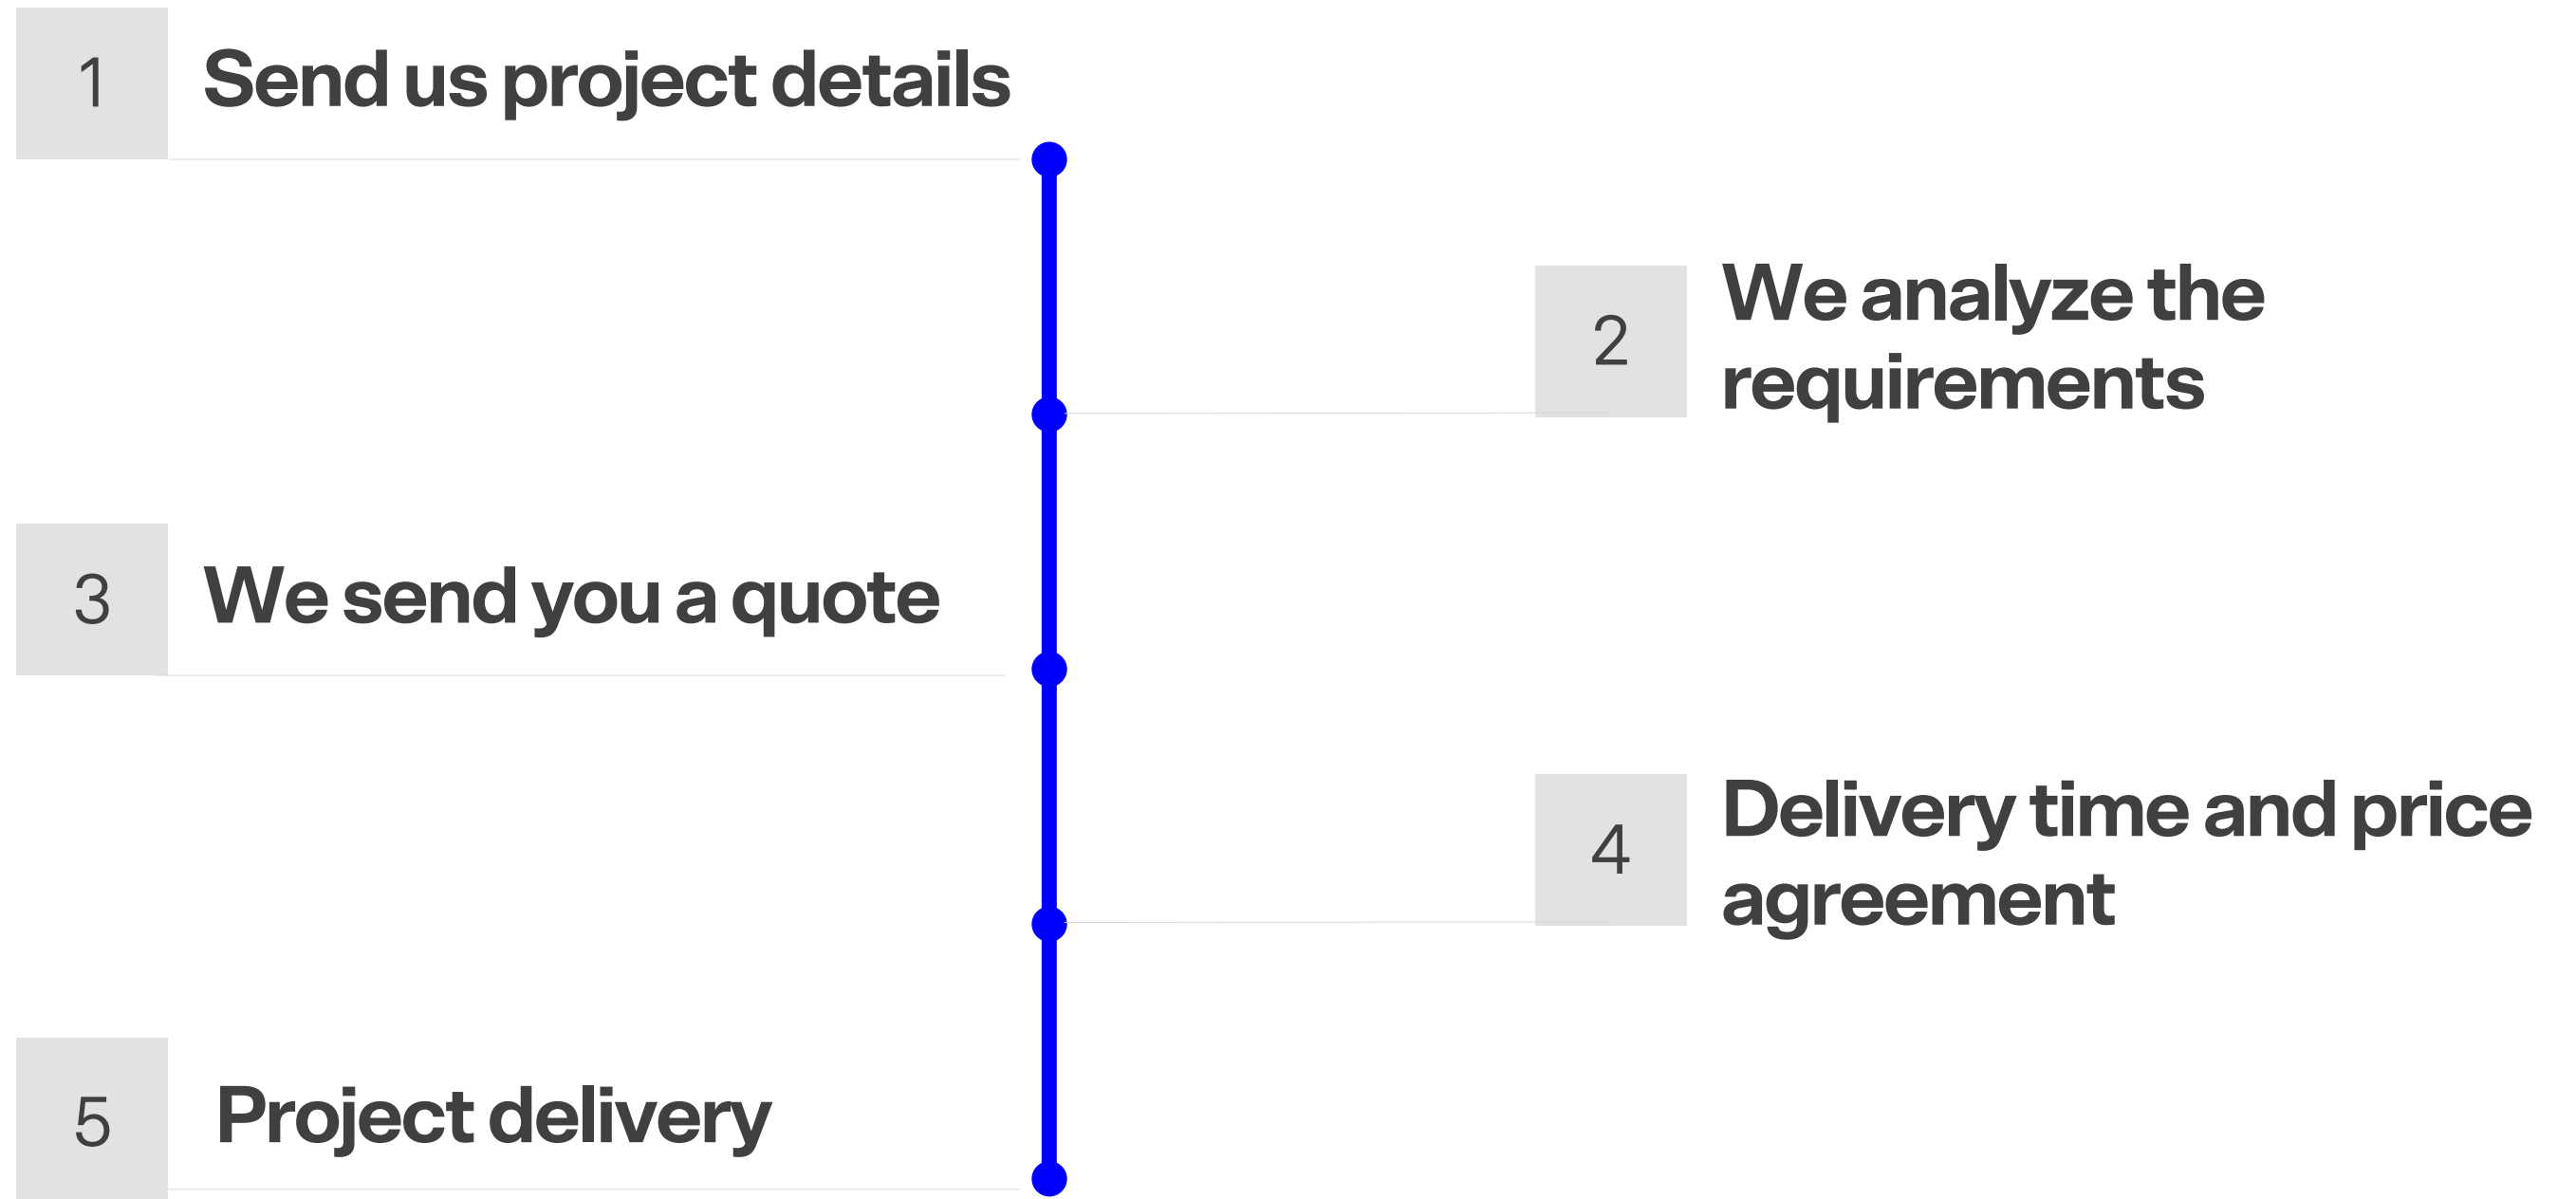 1
Send us project details
2
We analyze the
requirements
3
We send you a quote
4
Delivery time and price
agreement
5
Project delivery